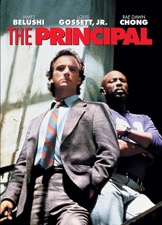 JAMES BELUSHI LOUIS GOSSETT, JR. RAE DAWN CHONG
THE PRINCIPAL